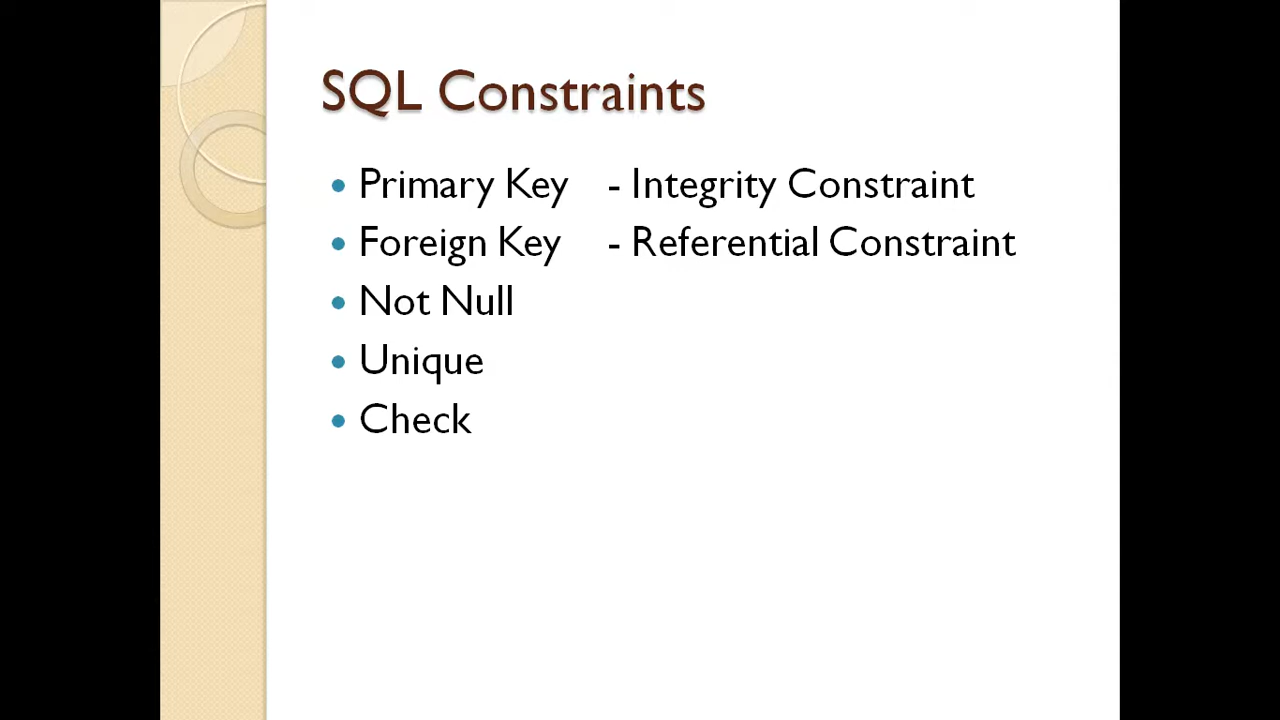 SQL Constraints
• Primary Key - Integrity Constraint
• Foreign Key - Referential Constraint
• Not Null
• Unique
• Check